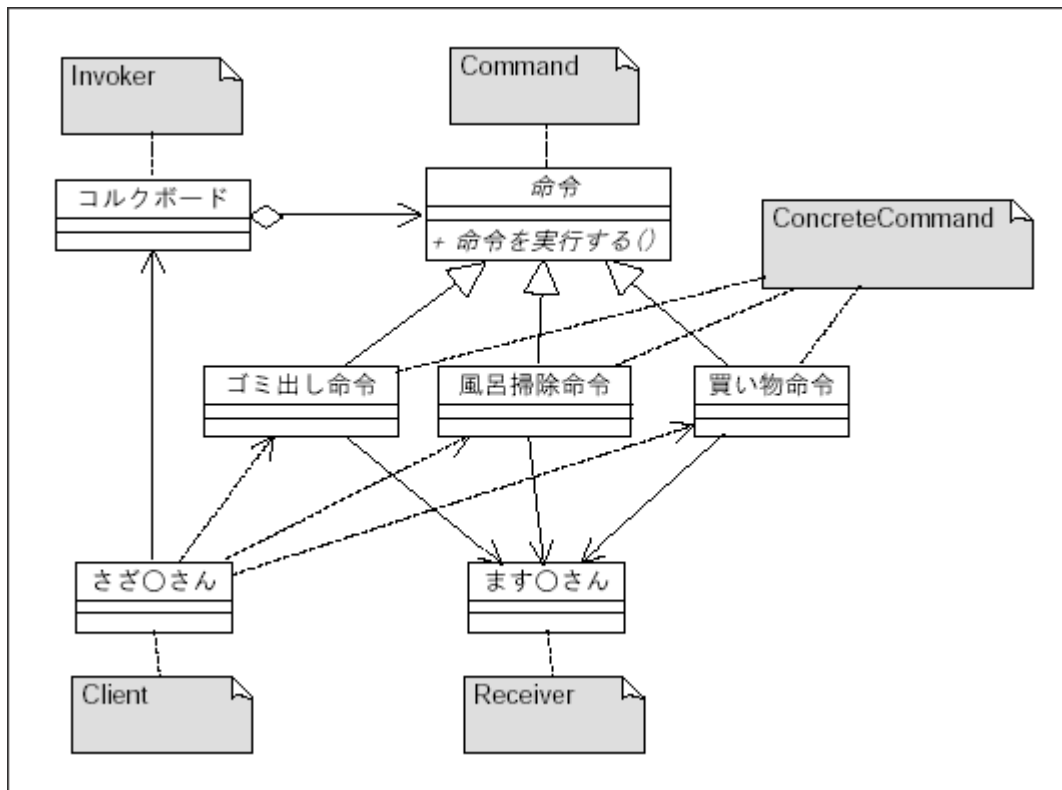 Invoker
Command
コルクボード
命令
+ 命令を実行する()
ConcreteCommand
ゴミ出し命令
風呂掃除命令
買い物命令
さざ〇さん
ます〇さん
Client
Receiver